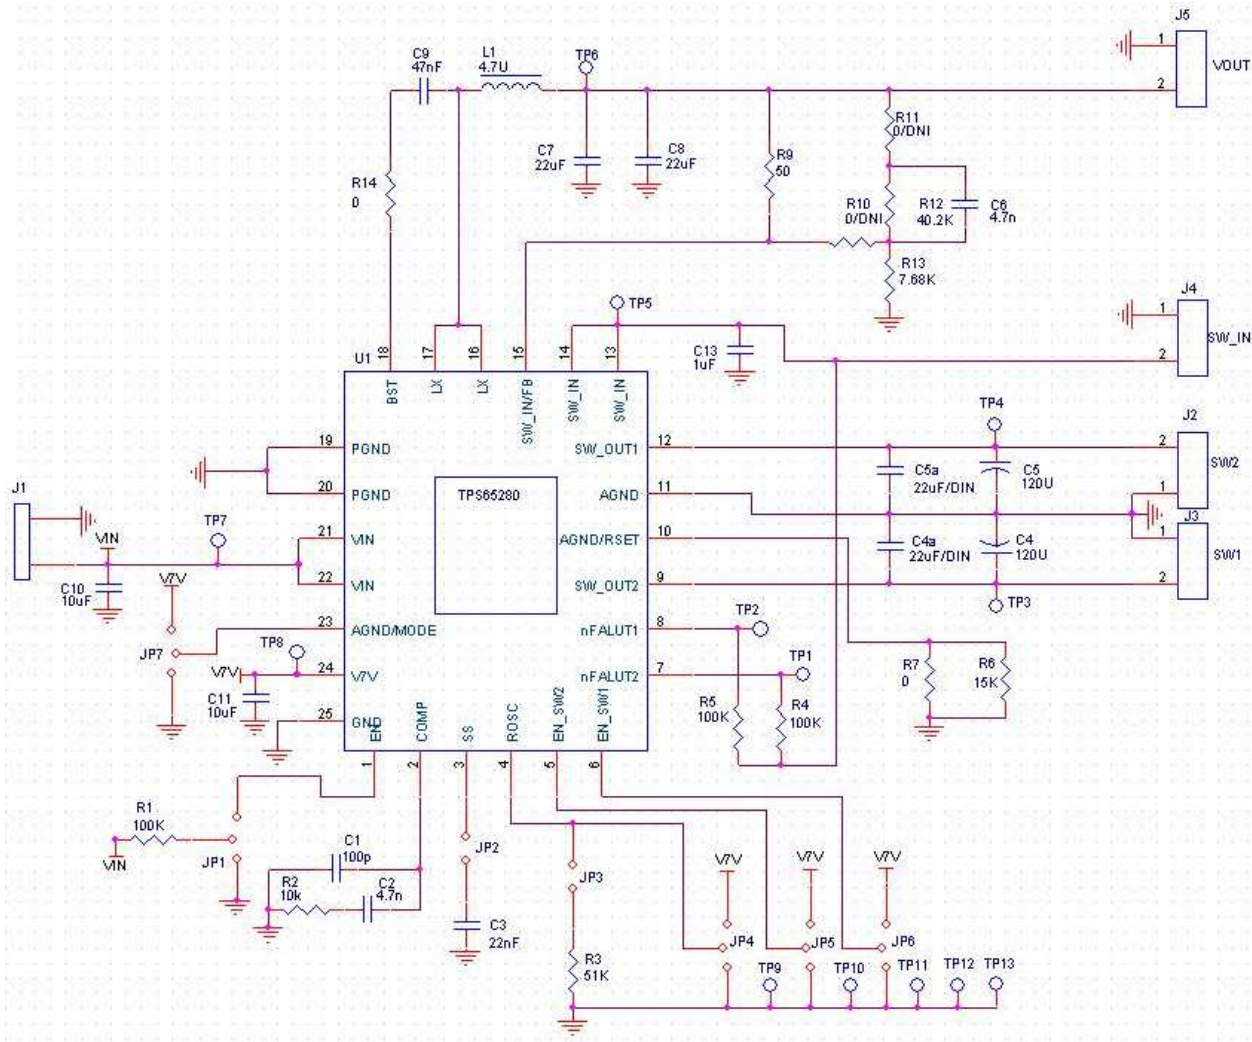 J5
1
VOUT
2
C9
47nF
L1
4.7U
TP6
C7
22uF
C8
22uF
R9
50
R11
0/DNI
R14
0
R10
0/DNI
R12
40.2K
C6
4.7n
R13
7.68K
J4
1
SW_IN
2
TP5
C13
1uF
U1
18
17
16
15
14
13
BST
LX
LX
SW_IN/FB
SW_IN
SW_IN
TP4
J2
19
PGND
SW_OUT1
12
2
SW2
C5a
22uF/DIN
C5
120U
20
PGND
TPS65280
AGND
11
1
J1
TP7
21
VIN
AGND/RSET
10
J3
1
SW1
C4a
22uF/DIN
C4
120U
VIN
22
VIN
SW_OUT2
9
2
C10
10uF
V7V
TP3
TP2
23
AGND/MODE
nFALUT1
8
JP7
TP8
TP1
V7V
24
V7V
nFALUT2
7
R7
0
R6
15K
C11
10uF
R5
100K
R4
100K
25
GND
EN
COMP
SS
ROSC
EN_SW2
EN_SW1
1
2
3
4
5
6
R1
100K
VIN
JP1
C1
100p
JP2
R2
10k
C2
4.7n
JP3
V7V
V7V
V7V
C3
22nF
JP4
JP5
JP6
R3
51K
TP9
TP10
TP11
TP12
TP13